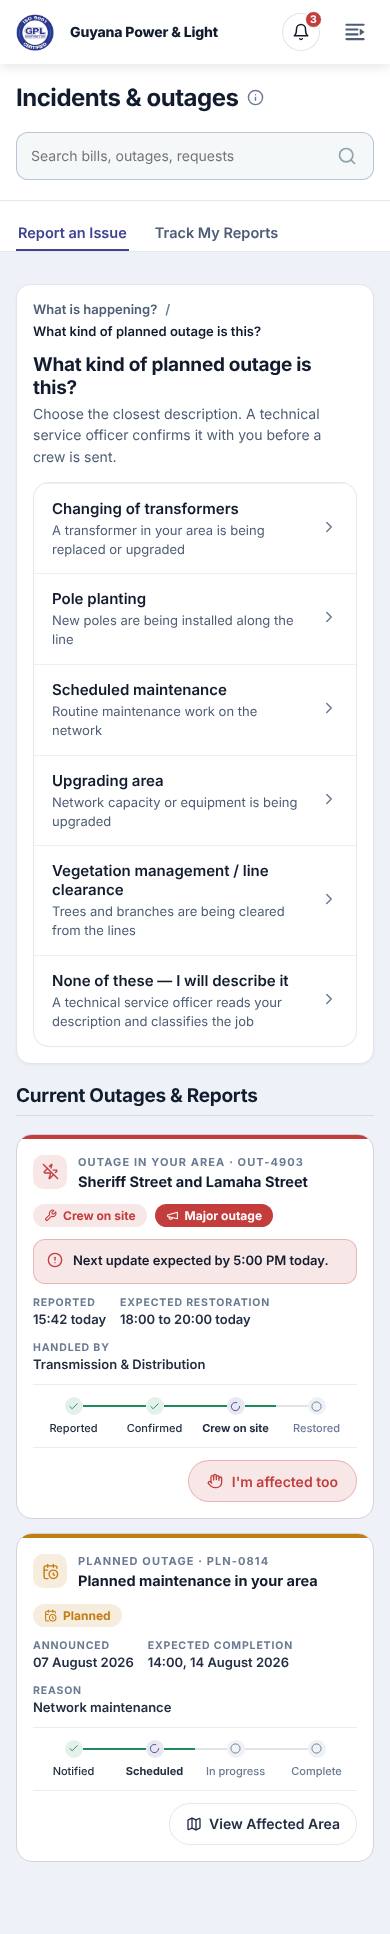 ISO 9001
GPL
CERTIFIED
Guyana Power & Light
3
Incidents & outages
Search bills, outages, requests
Report an Issue
Track My Reports
What is happening? /
What kind of planned outage is this?
What kind of planned outage is
this?
Choose the closest description. A technical
service officer confirms it with you before a
crew is sent.
Changing of transformers
A transformer in your area is being
replaced or upgraded
Pole planting
New poles are being installed along the
line
Scheduled maintenance
Routine maintenance work on the
network
Upgrading area
Network capacity or equipment is being
upgraded
Vegetation management / line
clearance
Trees and branches are being cleared
from the lines
None of these — I will describe it
A technical service officer reads your
description and classifies the job
Current Outages & Reports
OUTAGE IN YOUR AREA · OUT-4903
Sheriff Street and Lamaha Street
Crew on site
Major outage
Next update expected by 5:00 PM today.
REPORTED
15:42 today
EXPECTED RESTORATION
18:00 to 20:00 today
HANDLED BY
Transmission & Distribution
Reported
Confirmed
Crew on site
Restored
I'm affected too
PLANNED OUTAGE · PLN-0814
Planned maintenance in your area
Planned
ANNOUNCED
07 August 2026
EXPECTED COMPLETION
14:00, 14 August 2026
REASON
Network maintenance
Notified
Scheduled
In progress
Complete
View Affected Area